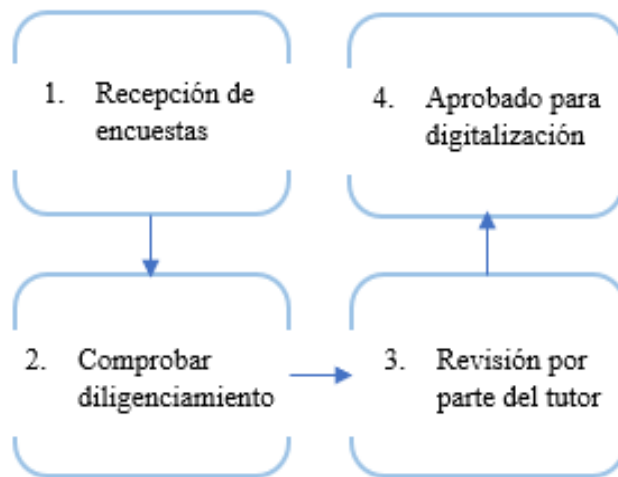 1. Recepción de
encuestas
2. Comprobar
diligenciamiento
3. Revisión por
parte del tutor
4. Aprobado para
digitalización